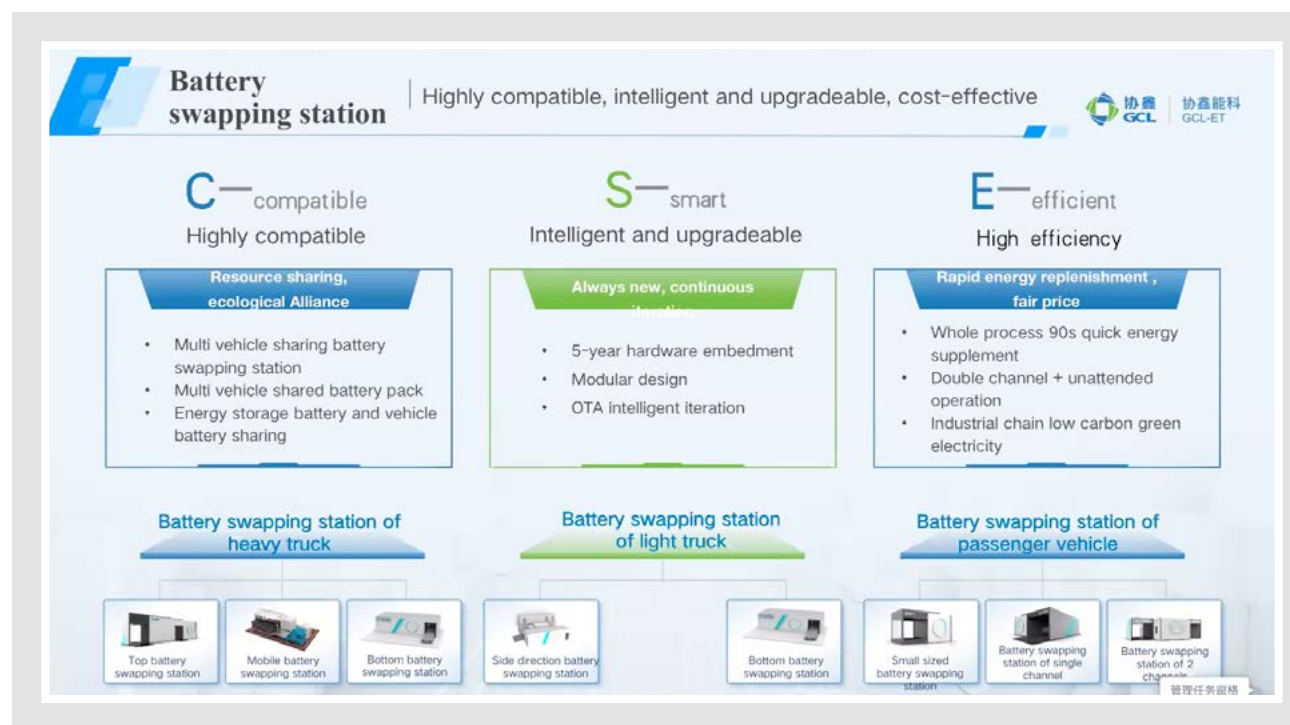 Battery
swapping station
Highly compatible, intelligent and upgradeable, cost-effective
协鑫
GCL
协鑫能科
GCL-ET
C—compatible
Highly compatible
Resource sharing,
ecological Alliance
• Multi vehicle sharing battery
swapping station
• Multi vehicle shared battery pack
• Energy storage battery and vehicle
battery sharing
S—smart
Intelligent and upgradeable
Always new, continuous
iteration
• 5-year hardware embedment
• Modular design
• OTA intelligent iteration
E—efficient
High efficiency
Rapid energy replenishment ,
fair price
• Whole process 90s quick energy
supplement
• Double channel + unattended
operation
• Industrial chain low carbon green
electricity
Battery swapping station of
heavy truck
Top battery
swapping station
Mobile battery
swapping station
Bottom battery
swapping station
Battery swapping station
of light truck
Side direction battery
swapping station
Bottom battery
swapping station
Battery swapping station of
passenger vehicle
Small sized
battery swapping
station
Battery swapping
station of single
channel
Battery swapping
station of 2
channels
管理任务窗格